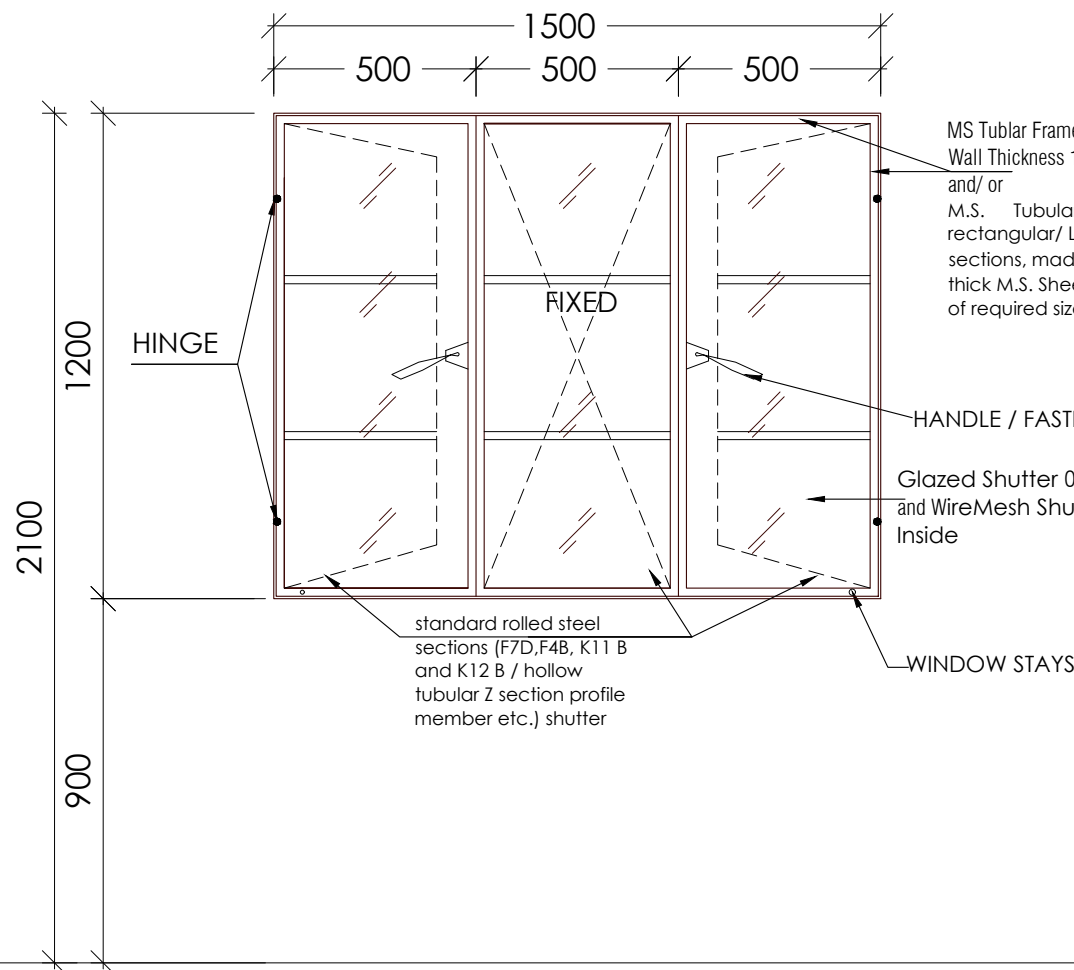 1500
500 500 500
MS Tublar Frame
Wall Thickness
and/ or
M.S. Tubula
rectangular/ L
sections, mad
thick M.S. Shee
of required size
FIXED
HINGE
1200
HANDLE / FAST
Glazed Shutter 0
and WireMesh Shu
Inside
2100
standard rolled steel
sections (F7D,F4B, K11 B
and K12 B / hollow
tubular Z section profile
member etc.) shutter
WINDOW STAYS
900